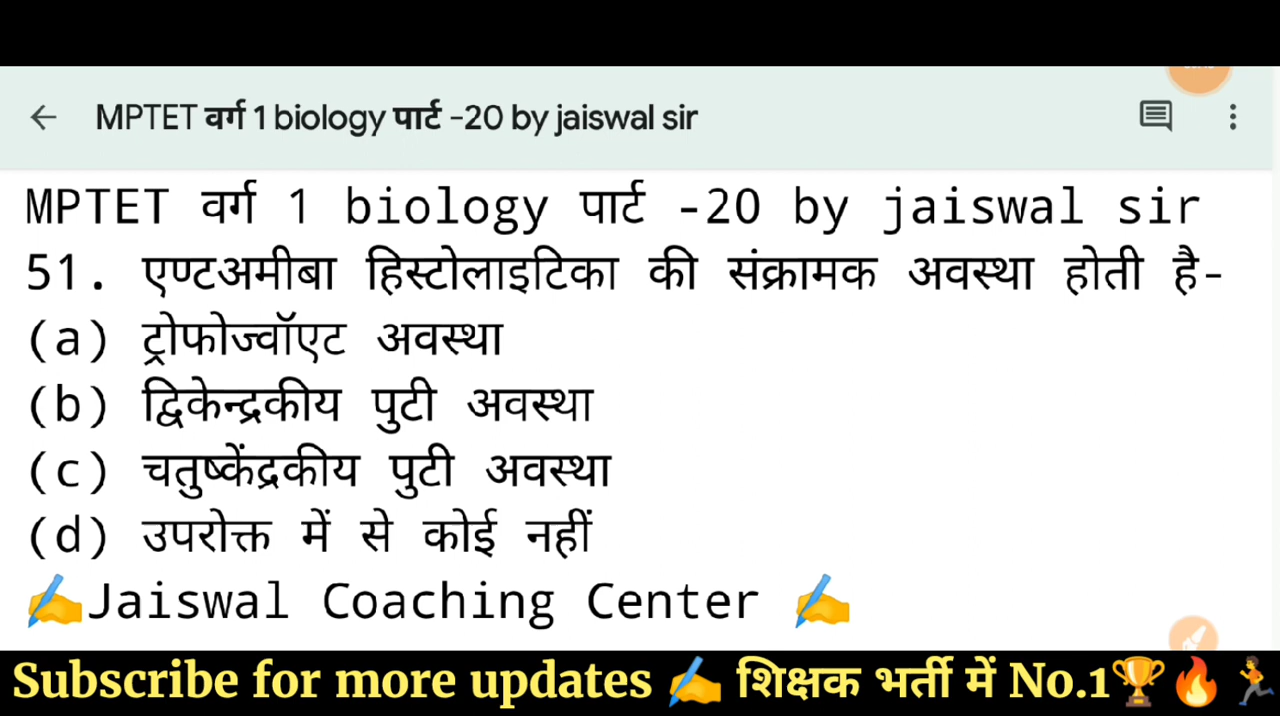 MPTET वर्ग 1 biology पार्ट -20 by jaiswal sir
MPTET वर्ग 1 biology पार्ट -20 by jaiswal sir
51. एण्टअमीबा हिस्टोलाइटिका की संक्रामक अवस्था होती है-
(a) ट्रोफोज्वॉएट अवस्था
(b) द्विकेन्द्रकीय पुटी अवस्था
(c) चतुष्केंद्रकीय पुटी अवस्था
(d) उपरोक्त में से कोई नहीं
✍️Jaiswal Coaching Center ✍️
Subscribe for more updates ✍️ शिक्षक भर्ती में No.1🏆🔥🏃